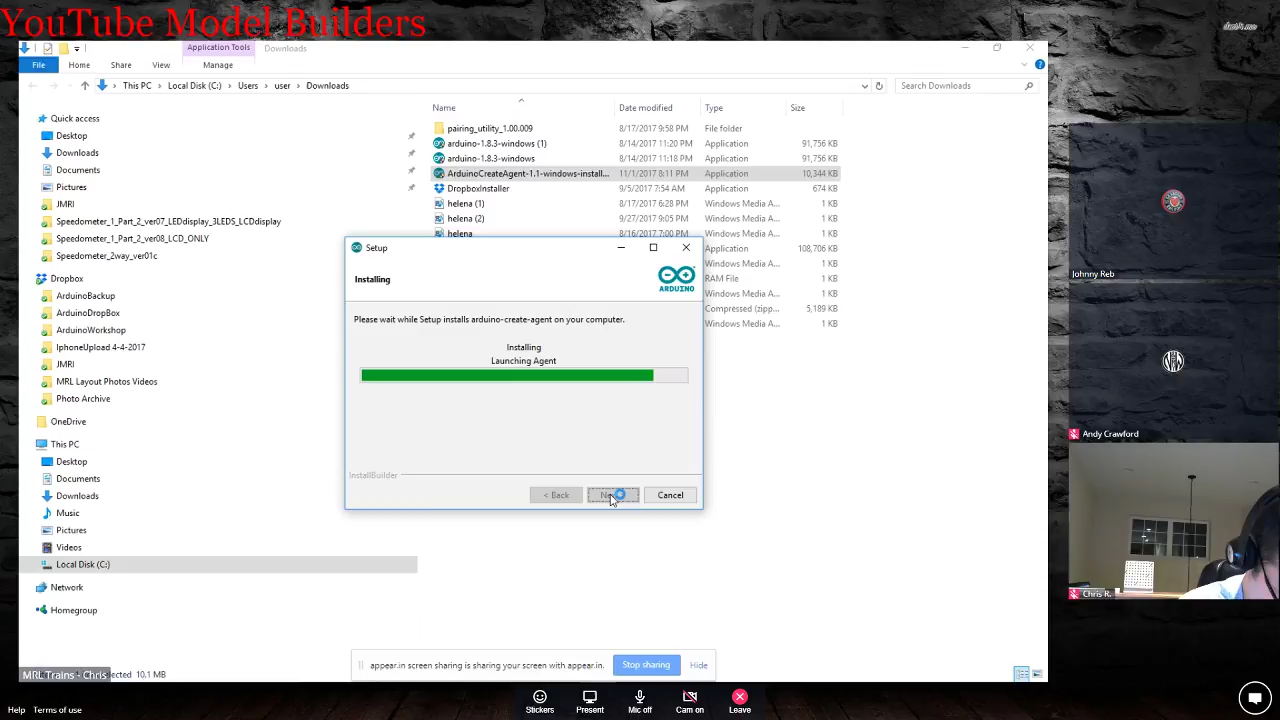 YouTube Model Builders
Application Tools
Downloads
File
Home
Share
View
Manage
This PC
Local Disk (C:)
Users
user
Downloads
Search Downloads
Name
Date modified
Type
Size
Quick access
Desktop
Downloads
Documents
Pictures
JMRI
Speedometer_1_Part_2_ver07_LEDdisplay_3LEDS_LCDdisplay
Speedometer_1_Part_2_ver08_LCD_ONLY
Speedometer_2way_ver01c
Dropbox
ArduinoBackup
ArduinoDropBox
ArduinoWorkshop
IphoneUpload 4-4-2017
JMRI
MRL Layout Photos Videos
Photo Archive
OneDrive
This PC
Desktop
Documents
Downloads
Music
Pictures
Videos
Local Disk (C:)
Network
Homegroup
pairing_utility_1.00.009 8/17/2017 9:58 PM File folder
arduino-1.8.3-windows (1) 8/14/2017 11:20 PM Application 91,756 KB
arduino-1.8.3-windows 8/14/2017 11:18 PM Application 91,756 KB
ArduinoCreateAgent-1.1-windows-install... 11/1/2017 8:11 PM Application 10,344 KB
DropboxInstaller 9/5/2017 7:54 AM Application 674 KB
helena (1) 8/17/2017 6:28 PM Windows Media A... 1 KB
helena (2) 9/27/2017 9:05 PM Windows Media A... 1 KB
helena 8/16/2017 7:00 PM Windows Media A... 1 KB
Application 108,706 KB
Windows Media A... 1 KB
RAM File 1 KB
Windows Media A... 1 KB
Compressed (zipp... 5,189 KB
Windows Media A... 1 KB
Setup
Installing
ARDUINO
Please wait while Setup installs arduino-create-agent on your computer.
Installing
Launching Agent
InstallBuilder
< Back
Cancel
appear.in screen sharing is sharing your screen with appear.in.
Stop sharing
Hide
MRL Trains - Chris
ected 10.1 MB
Johnny Reb
Andy Crawford
Chris R.
Help
Terms of use
Stickers
Present
Mic off
Cam on
Leave